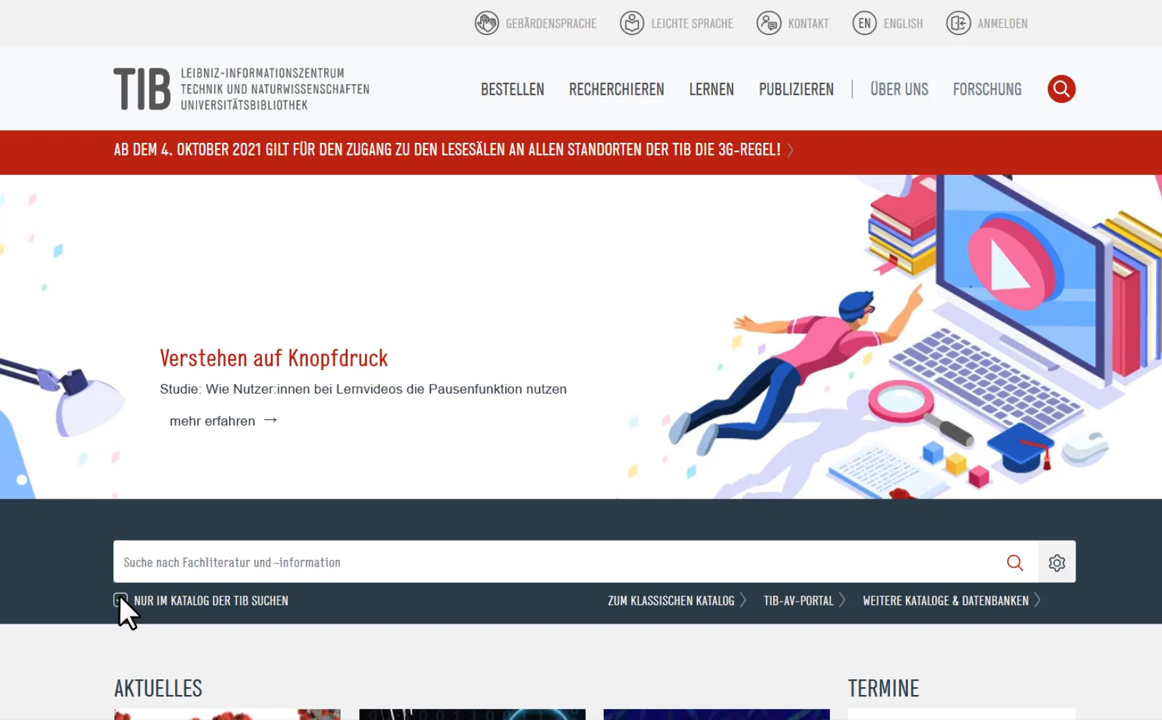 GEBÄRDENSPRACHE LEICHTE SPRACHE KONTAKT EN ENGLISH ANMELDEN
TIB
LEIBNIZ-INFORMATIONSZENTRUM
TECHNIK UND NATURWISSENSCHAFTEN
UNIVERSITÄTSBIBLIOTHEK
BESTELLEN RECHERCHIEREN LERNEN PUBLIZIEREN ÜBER UNS FORSCHUNG
AB DEM 4. OKTOBER 2021 GILT FÜR DEN ZUGANG ZU DEN LESESÄLEN AN ALLEN STANDORTEN DER TIB DIE 3G-REGEL!
Verstehen auf Knopfdruck
Studie: Wie Nutzer:innen bei Lernvideos die Pausenfunktion nutzen
mehr erfahren →
Suche nach Fachliteratur und -information
NUR IM KATALOG DER TIB SUCHEN ZUM KLASSISCHEN KATALOG TIB-AV-PORTAL WEITERE KATALOGE & DATENBANKEN
AKTUELLES TERMINE